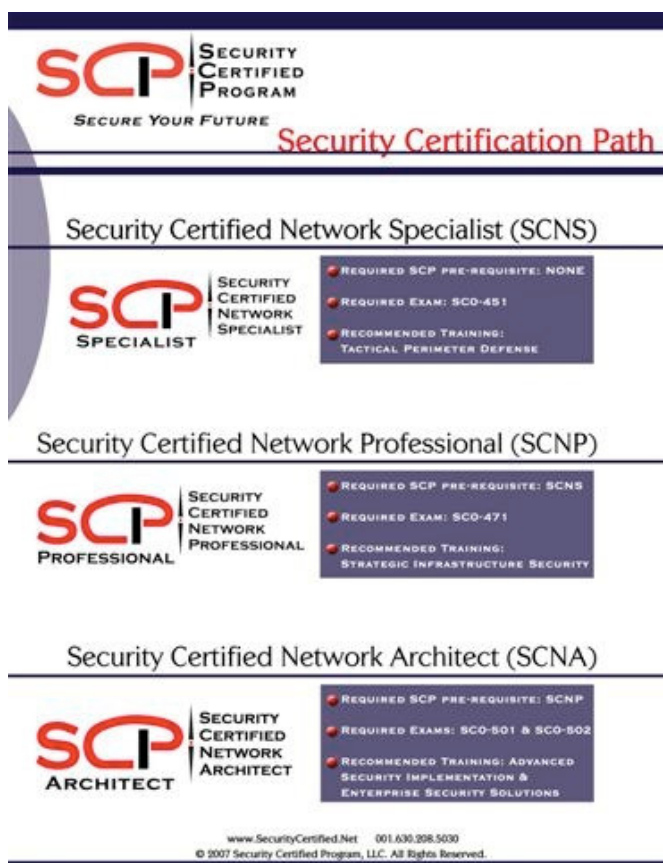 SCP
SECURITY
CERTIFIED
PROGRAM
SECURE YOUR FUTURE
Security Certification Path
Security Certified Network Specialist (SCNS)
SCP
SPECIALIST
SECURITY
CERTIFIED
NETWORK
SPECIALIST
REQUIRED SCP PRE-REQUISITE: NONE
REQUIRED EXAM: SC0-451
RECOMMENDED TRAINING:
TACTICAL PERIMETER DEFENSE
Security Certified Network Professional (SCNP)
SCP
PROFESSIONAL
SECURITY
CERTIFIED
NETWORK
PROFESSIONAL
REQUIRED SCP PRE-REQUISITE: SCNS
REQUIRED EXAM: SC0-471
RECOMMENDED TRAINING:
STRATEGIC INFRASTRUCTURE SECURITY
Security Certified Network Architect (SCNA)
SCP
ARCHITECT
SECURITY
CERTIFIED
NETWORK
ARCHITECT
REQUIRED SCP PRE-REQUISITE: SCNP
REQUIRED EXAMS: SC0-501 & SC0-502
RECOMMENDED TRAINING: ADVANCED
SECURITY IMPLEMENTATION &
ENTERPRISE SECURITY SOLUTIONS
www.SecurityCertified.Net 001.630.208.5030
© 2007 Security Certified Program, LLC. All Rights Reserved.